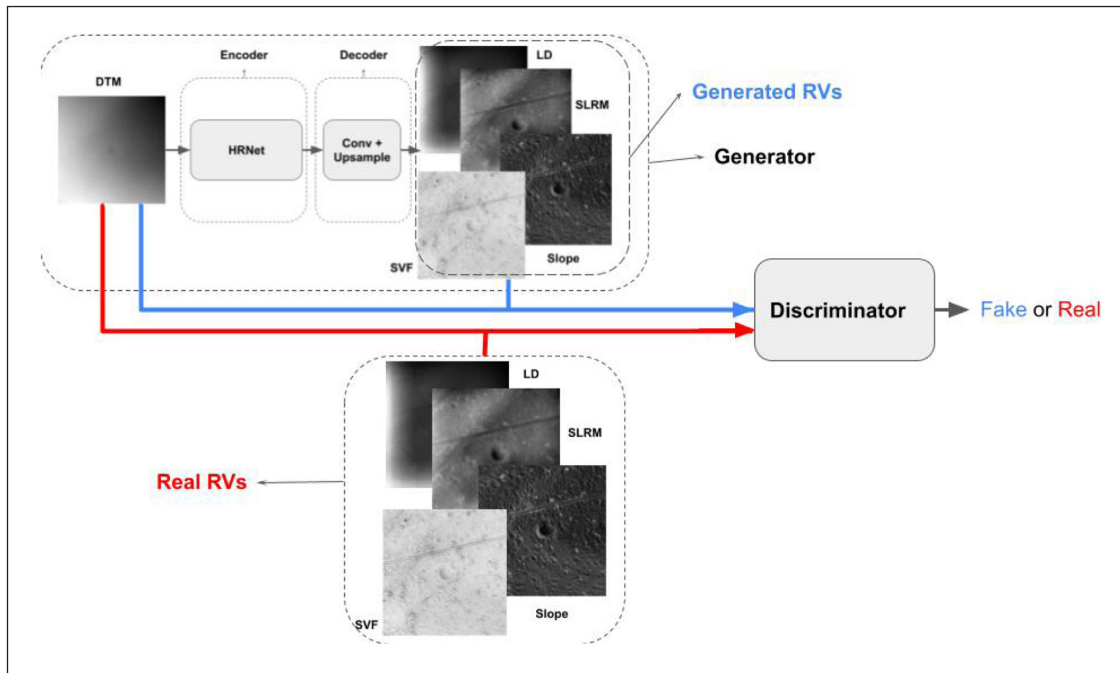 Encoder
Decoder
LD
DTM
Generated RVs
SLRM
HRNet
Conv +
Upsample
Generator
SVF
Slope
Discriminator
Fake or Real
LD
SLRM
Real RVs
SVF
Slope